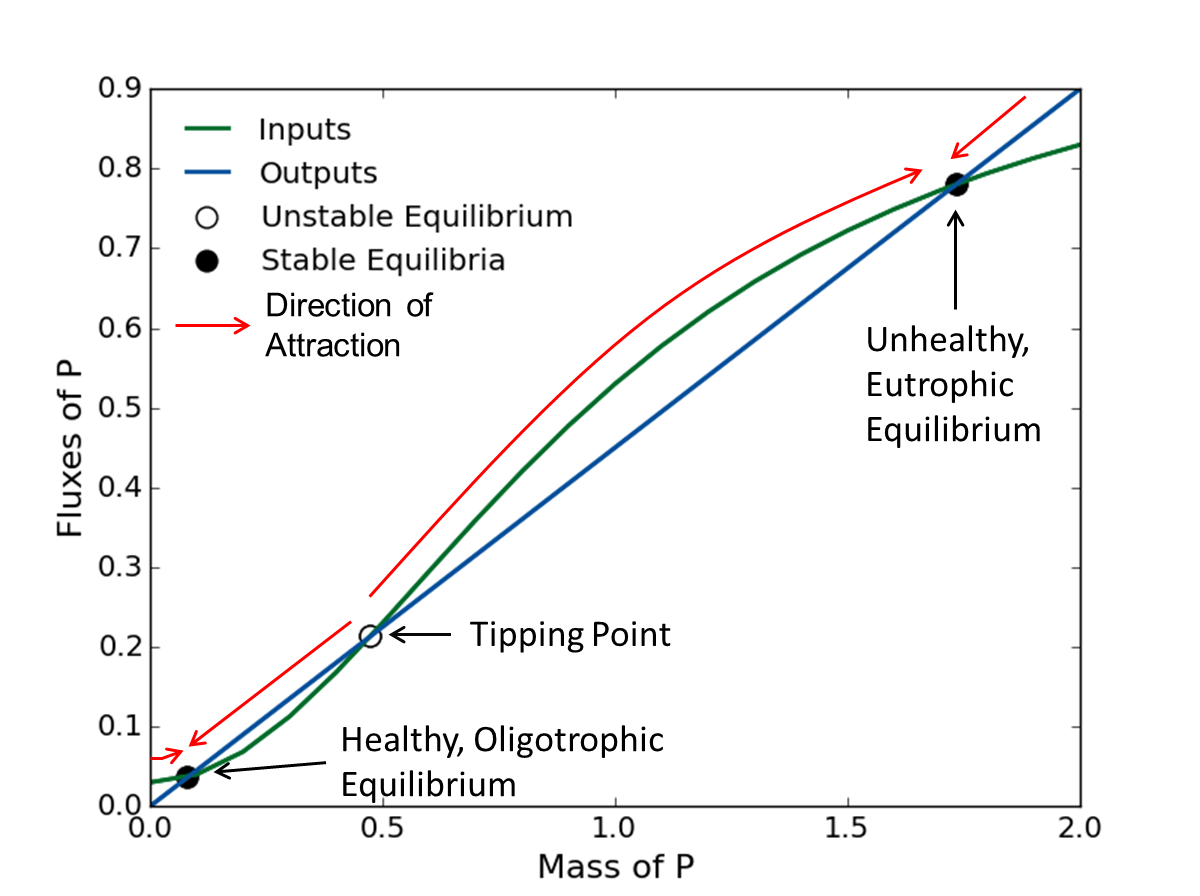 0.9
Inputs
Outputs
Unstable Equilibrium
Stable Equilibria
Direction of
Attraction
0.8
0.7
0.6
0.5
0.4
0.3
0.2
0.1
0.0
Fluxes of P
Unhealthy,
Eutrophic
Equilibrium
Tipping Point
Healthy, Oligotrophic
Equilibrium
0.0
0.5
1.0
1.5
2.0
Mass of P